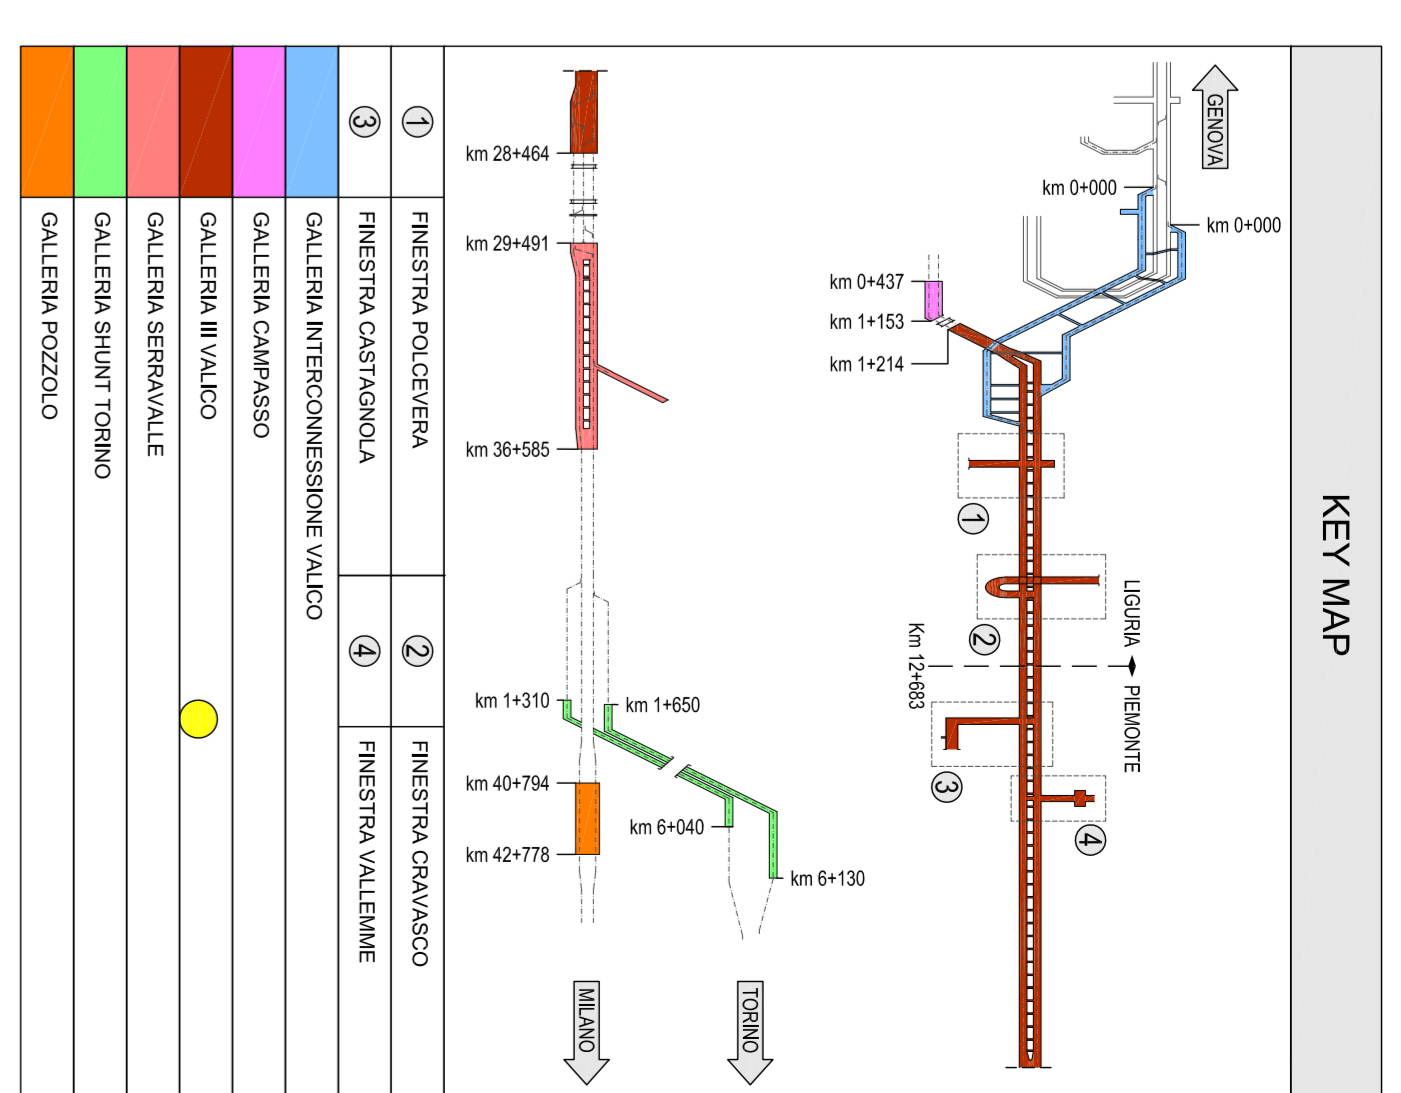 KEY MAP
GENOVA
km 0+000
km 0+000
km 0+437
km 1+153
km 1+214
1
2
LIGURIA
PIEMONTE
Km 12+683
3
4
km 28+464
km 29+491
km 36+585
km 1+310
km 1+650
km 40+794
km 42+778
km 6+040
km 6+130
MILANO
TORINO
1 FINESTRA POLCEVERA
2 FINESTRA CRAVASCO
3 FINESTRA CASTAGNOLA
4 FINESTRA VALLEMME
GALLERIA INTERCONNESSIONE VALICO
GALLERIA CAMPASSO
GALLERIA III VALICO
GALLERIA SERRAVALLE
GALLERIA SHUNT TORINO
GALLERIA POZZOLO